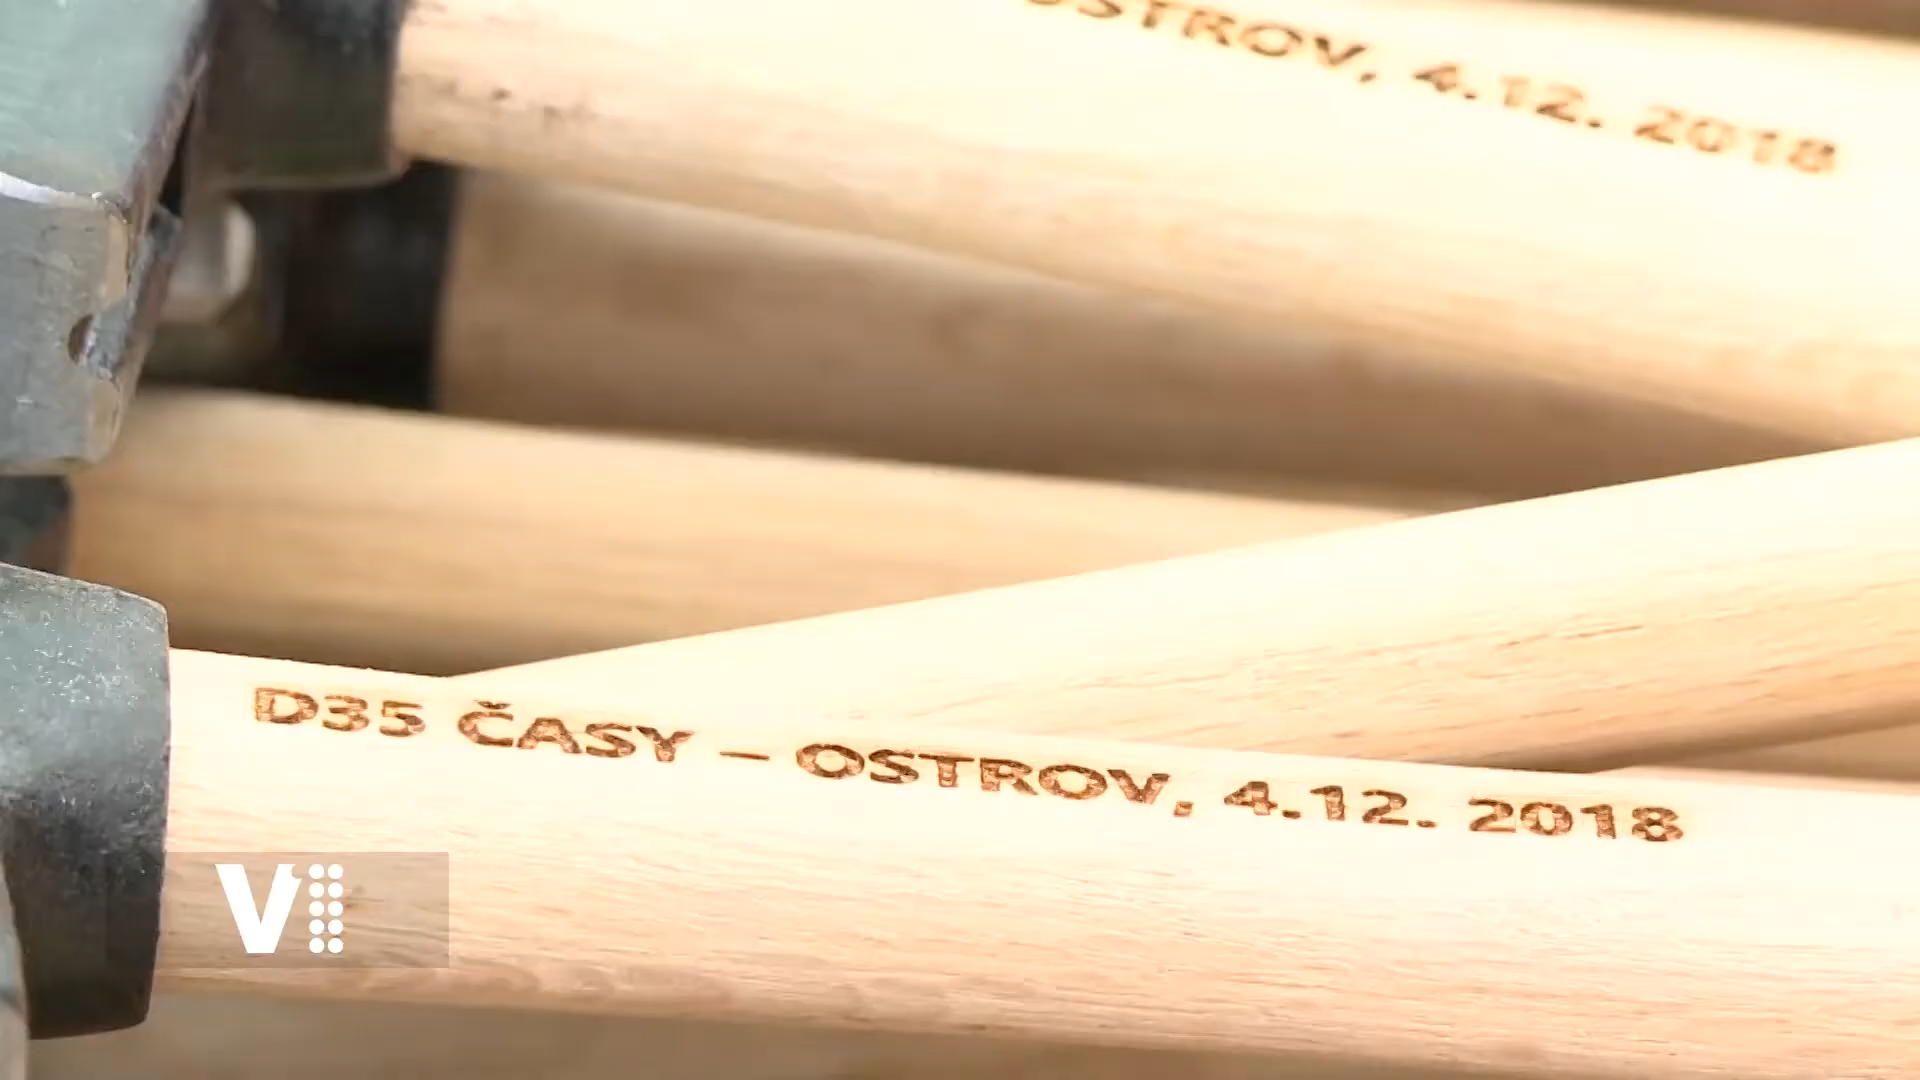 OSTROV, 4.12. 2018
D35 ČASY – OSTROV, 4.12. 2018
V